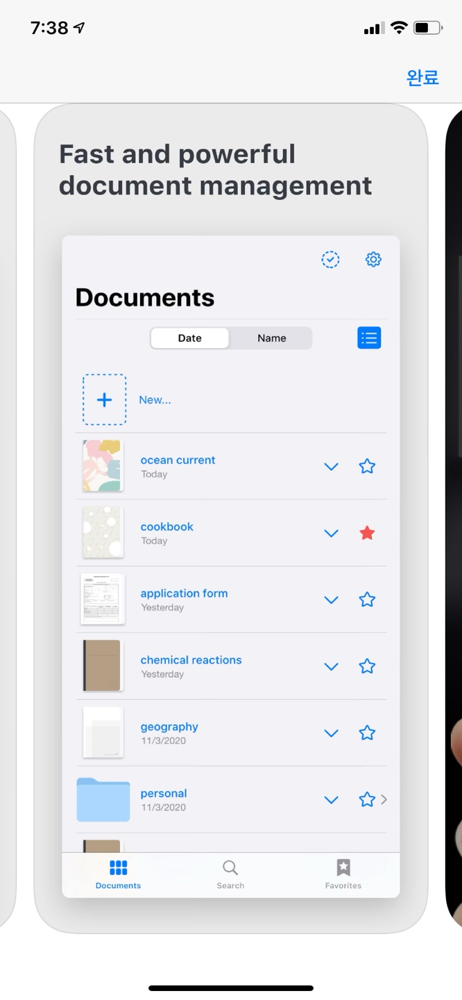 7:38
완료
Fast and powerful
document management
Documents
Date Name
New...
ocean current
Today
cookbook
Today
application form
Yesterday
chemical reactions
Yesterday
geography
11/3/2020
personal
11/3/2020
Documents Search Favorites